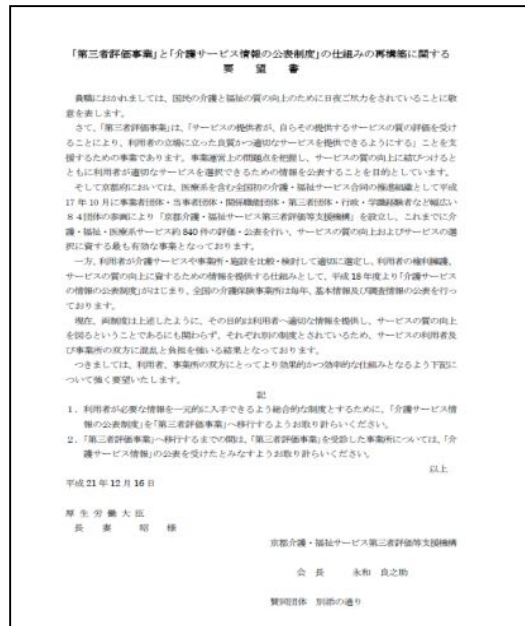 「第三者評価事業」と「介護サービス情報の公表制度」の仕組みの再構築に関する
要 望 書
貴職におかれましては、国民の介護と福祉の質の向上のために日夜ご尽力をされていることに敬
意を表します。
さて、「第三者評価事業」は、「サービスの提供者が、自らその提供するサービスの質の評価を受け
ることにより、利用者の立場に立った良質かつ適切なサービスを提供できるようにする」ことを支
援するための事業であります。事業運営上の問題点を把握し、サービスの質の向上に結びつけると
ともに利用者が適切なサービスを選択できるための情報を公表することを目的としています。
そして京都府においては、医療系を含む全国初の介護・福祉サービス合同の推進組織として平成
17 年 10 月に事業者団体・当事者団体・関係職能団体・第三者団体・行政・学識経験者など幅広い
８４団体の参画により「京都介護・福祉サービス第三者評価等支援機構」を設立し、これまでに介
護・福祉・医療系サービス約 840 件の評価・公表を行い、サービスの質の向上およびサービスの選
択に資する最も有効な事業となっております。
一方、利用者が介護サービスや事業所・施設を比較・検討して適切に選定し、利用者の権利擁護、
サービスの質の向上に資するための情報を提供する仕組みとして、平成 18 年度より「介護サービス
の情報の公表制度」がはじまり、全国の介護保険事業所は毎年、基本情報及び調査情報の公表を行っ
ております。
現在、両制度は上述したように、その目的は利用者へ適切な情報を提供し、サービスの質の向上
を図るということであるにも関わらず、それぞれ別の制度とされているため、サービスの利用者及
び事業所の双方に混乱と負担を強いる結果となっております。
つきましては、利用者、事業所の双方にとってより効果的かつ効率的な仕組みとなるよう下記に
ついて強く要望いたします。
記
１．利用者が必要な情報を一元的に入手できるよう総合的な制度とするために、「介護サービス情
報の公表制度」を「第三者評価事業」へ移行するようお取り計らいください。
２．「第三者評価事業」へ移行するまでの間は、「第三者評価事業」を受診した事業所については、「介
護サービス情報」の公表を受けたとみなすようお取り計らいください。
以上
平成 21 年 12 月 16 日
厚 生 労 働 大 臣
長 妻 昭 様
京都介護・福祉サービス第三者評価等支援機構
会 長 永和 良之助
賛同団体 別添の通り